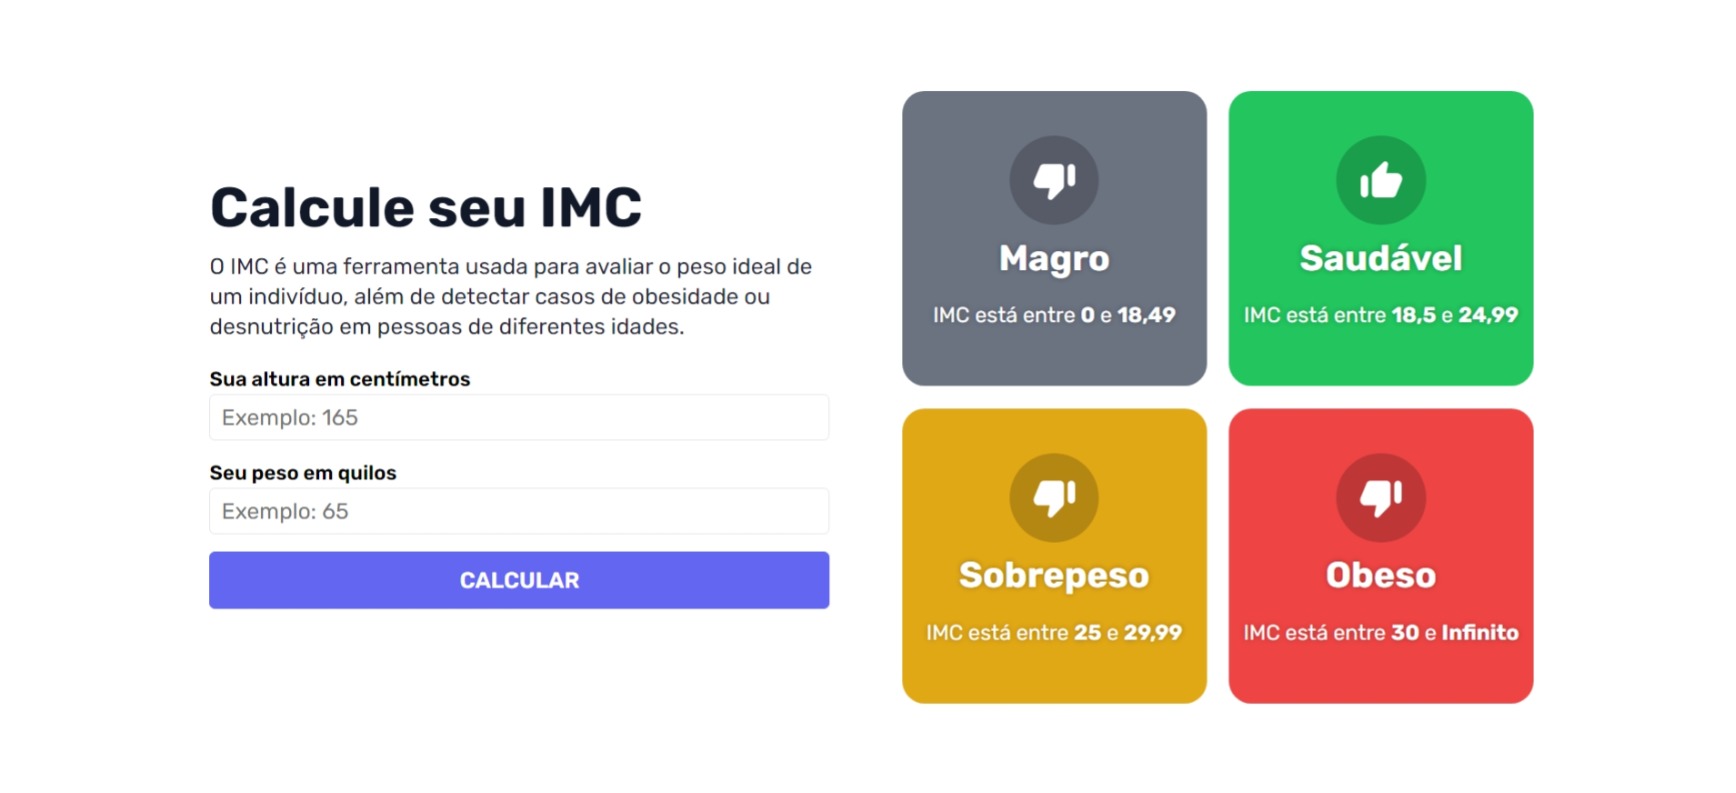 Calcule seu IMC
O IMC é uma ferramenta usada para avaliar o peso ideal de
um indivíduo, além de detectar casos de obesidade ou
desnutrição em pessoas de diferentes idades.
Sua altura em centímetros
Exemplo: 165
Seu peso em quilos
Exemplo: 65
CALCULAR
Magro
IMC está entre 0 e 18,49
Saudável
IMC está entre 18,5 e 24,99
Sobrepeso
IMC está entre 25 e 29,99
Obeso
IMC está entre 30 e Infinito